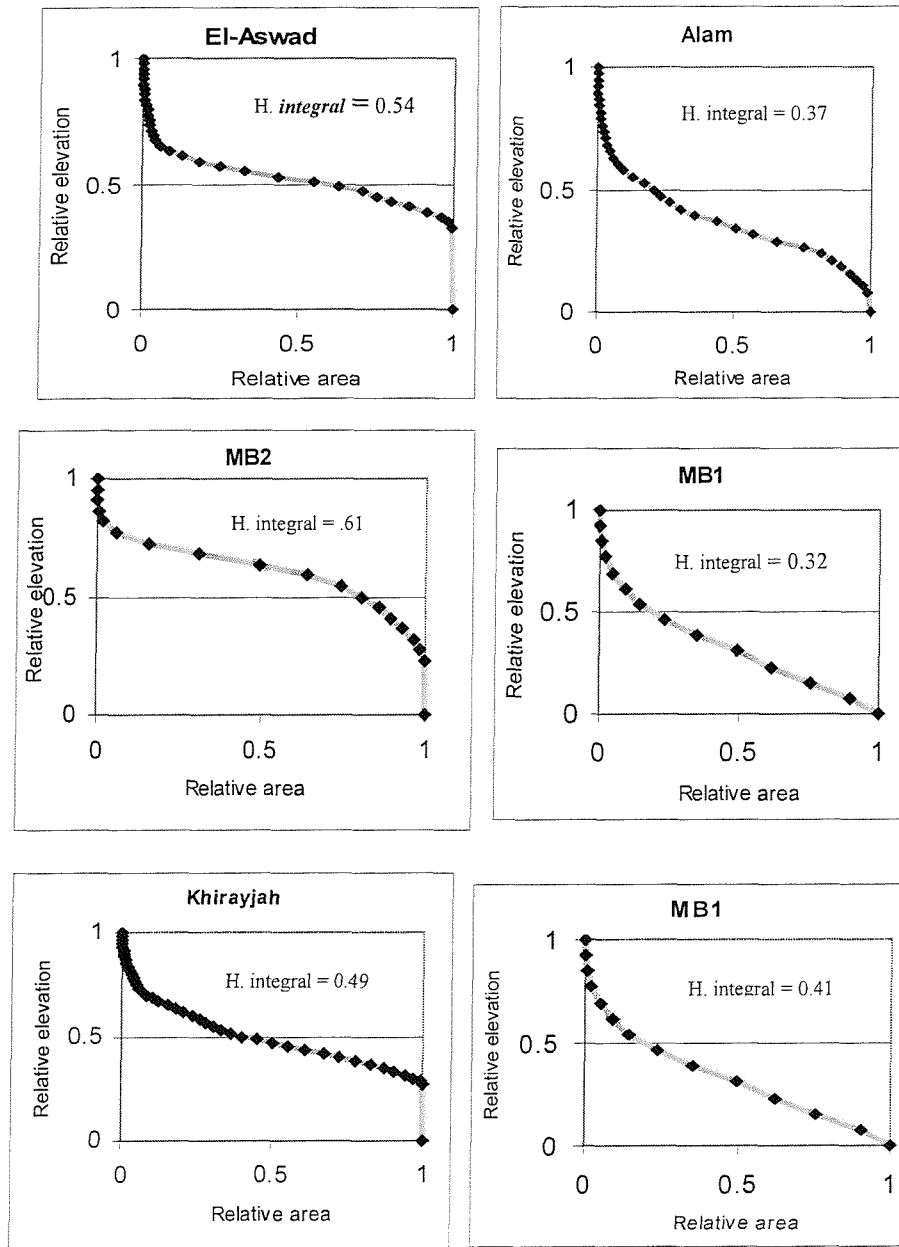 El-Aswad
1
H. integral = 0.54
0.5
0
0 0.5 1
Relative elevation
Relative area
Alam
1
H. integral = 0.37
0.5
0
0 0.5 1
Relative elevation
Relative area
MB2
1
H. integral = .61
0.5
0
0 0.5 1
Relative elevation
Relative area
MB1
1
H. integral = 0.32
0.5
0
0 0.5 1
Relative elevation
Relative area
Khirayjah
1
H. integral = 0.49
0.5
0
0 0.5 1
Relative elevation
Relative area
MB1
1
H. integral = 0.41
0.5
0
0 0.5 1
Relative elevation
Relative area